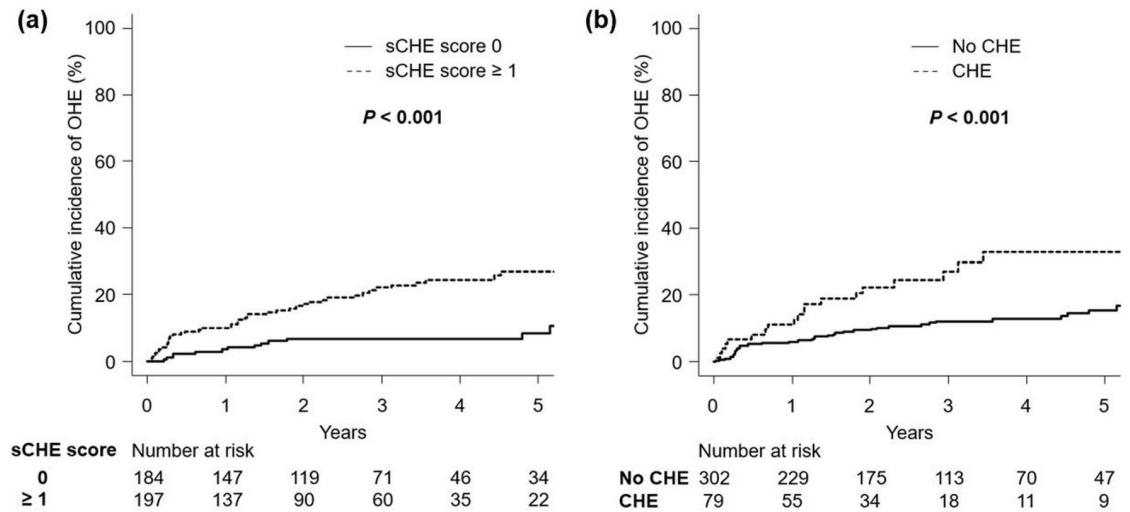 (a)
100
80
60
40
20
0
Cumulative incidence of OHE (%)
sCHE score 0
sCHE score ≥ 1
P < 0.001
0 1 2 3 4 5
Years
sCHE score Number at risk
0 184 147 119 71 46 34
≥ 1 197 137 90 60 35 22
(b)
100
80
60
40
20
0
Cumulative incidence of OHE (%)
No CHE
CHE
P < 0.001
0 1 2 3 4 5
Years
Number at risk
No CHE 302 229 175 113 70 47
CHE 79 55 34 18 11 9